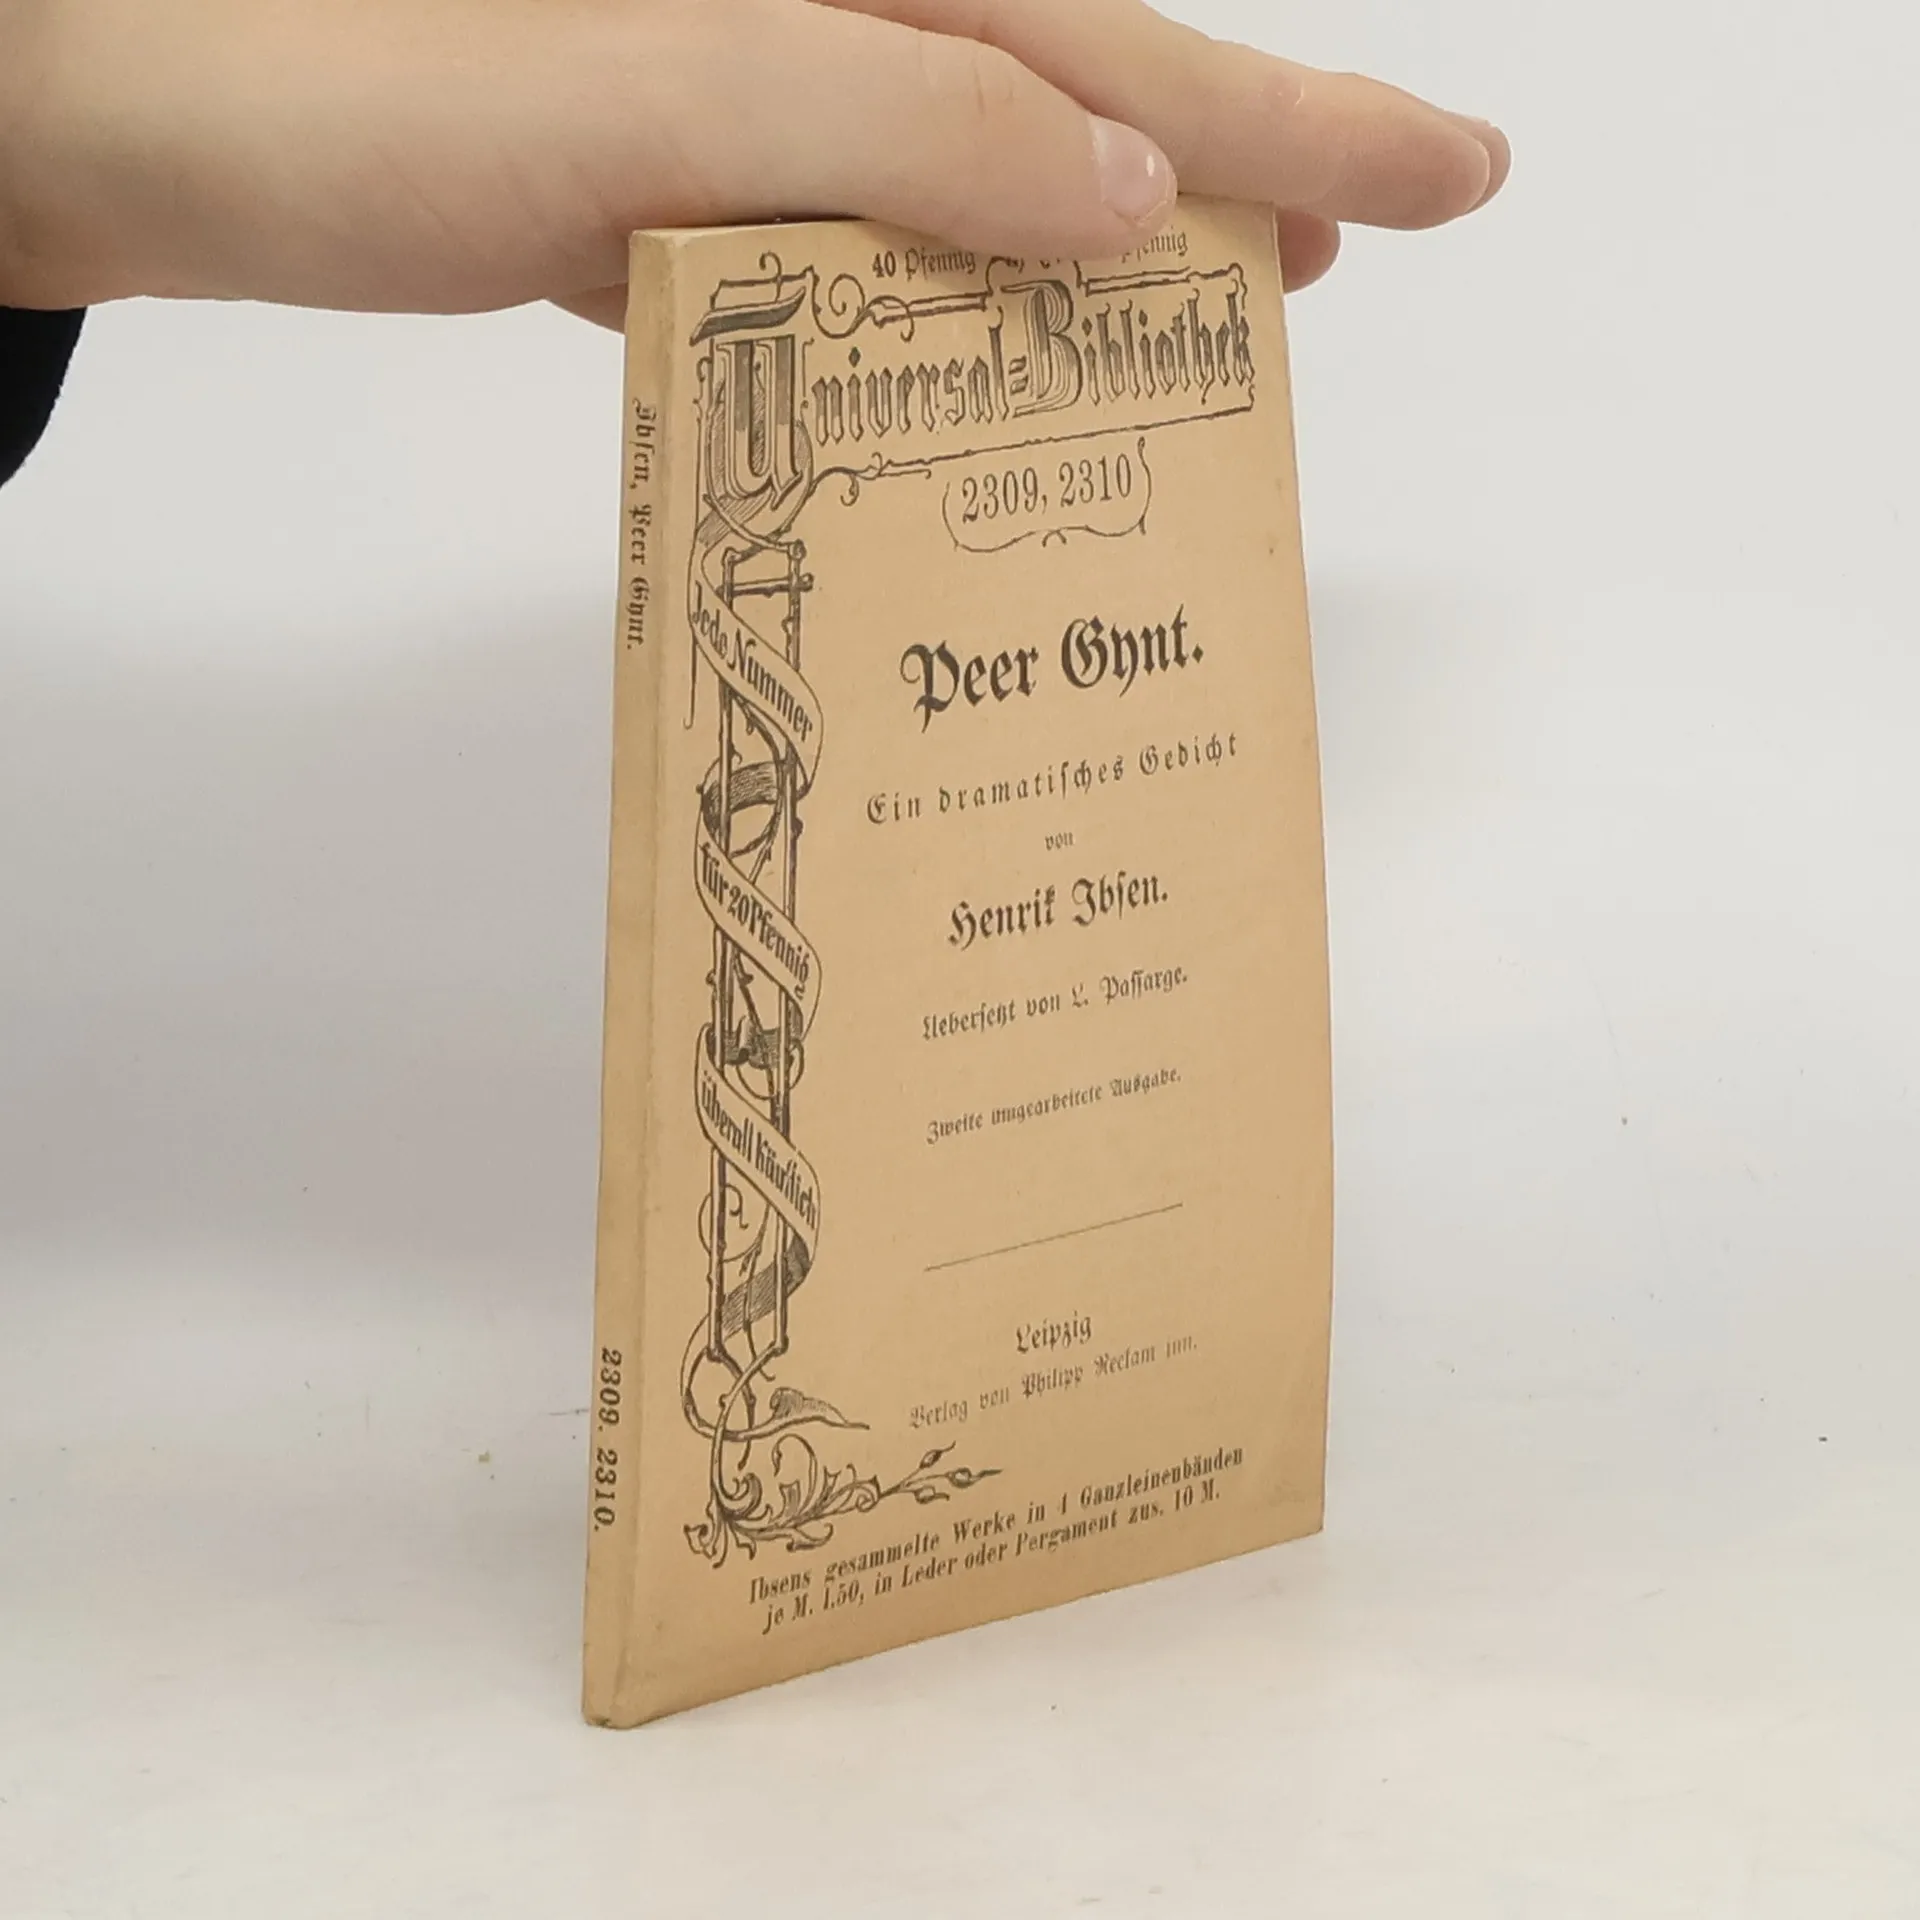 40 Pfennig
Pfennig
Universal=Bibliothek
2309, 2310
Jede Nummer
für 20 Pfennig
überall käuflich
Peer Gynt.
Ein dramatiſches Gedicht
von
Henrik Ibſen.
Ueberſetzt von L. Paſſarge.
Zweite umgearbeitete Ausgabe.
Leipzig
Verlag von Philipp Reclam jun.
Ibsens gesammelte Werke in 4 Ganzleinenbänden
je M. 1.50, in Leder oder Pergament zus. 10 M.
Ibſen, Peer Gynt.
2309. 2310.